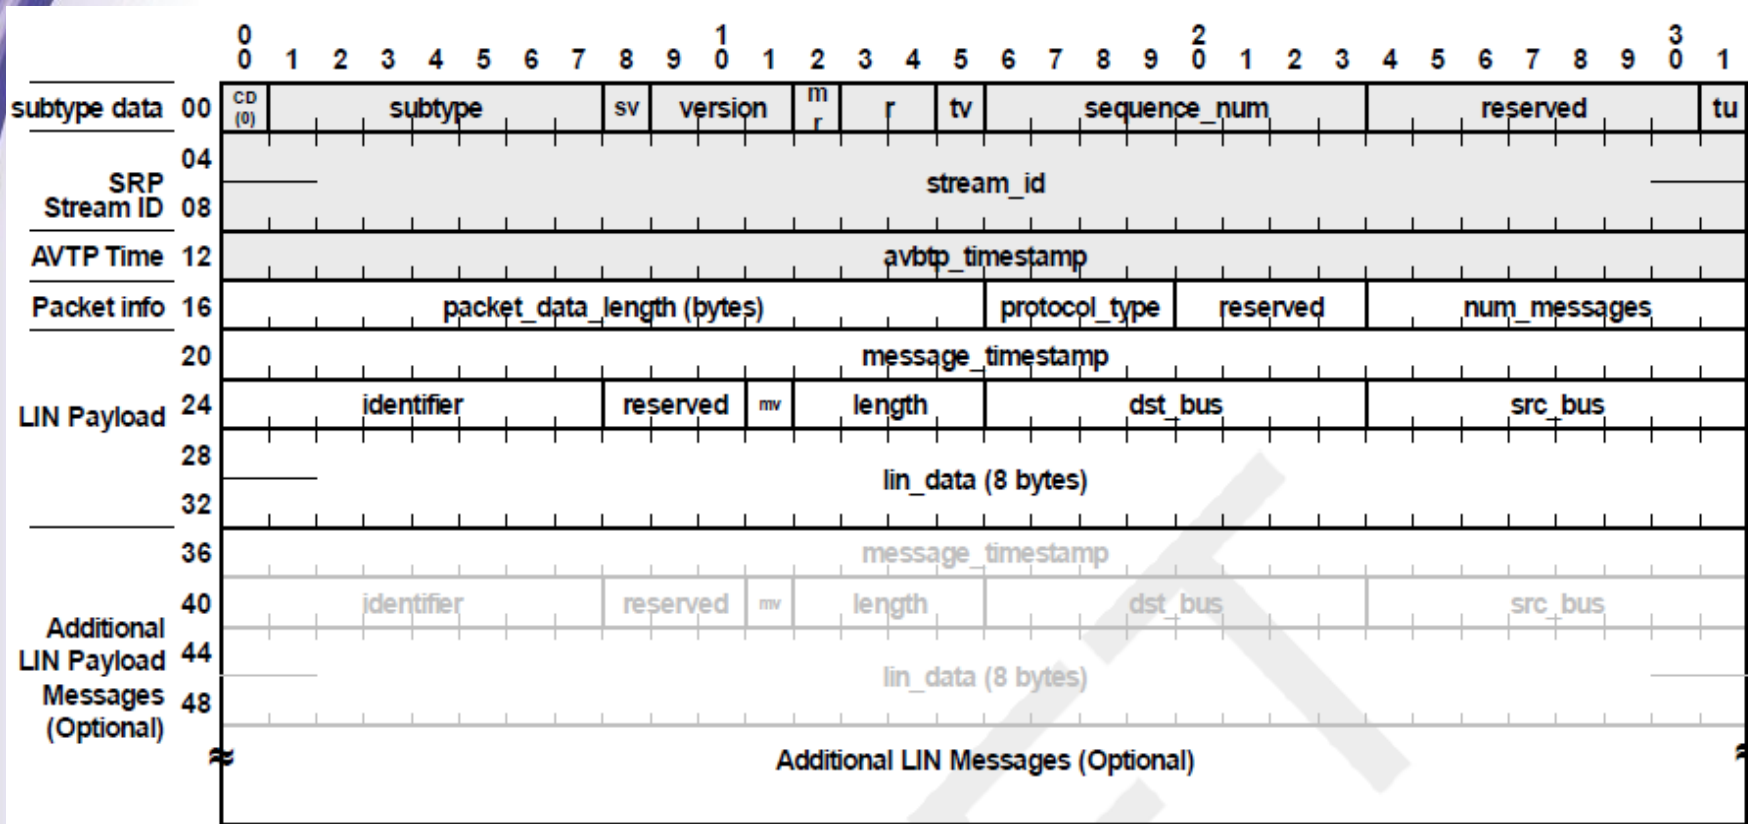 0 1 2 3
0 1 2 3 4 5 6 7 8 9 0 1 2 3 4 5 6 7 8 9 0 1 2 3 4 5 6 7 8 9 0 1
subtype data 00 CD (0) subtype sv version m r r tv sequence_num reserved tu
04
SRP Stream ID 08 stream_id
AVTP Time 12 avbtp_timestamp
Packet info 16 packet_data_length (bytes) protocol_type reserved num_messages
20 message_timestamp
LIN Payload 24 identifier reserved mv length dst_bus src_bus
28
lin_data (8 bytes)
32
36 message_timestamp
40 identifier reserved mv length dst_bus src_bus
Additional
LIN Payload 44
lin_data (8 bytes)
Messages 48
(Optional)
≈ Additional LIN Messages (Optional) ≈